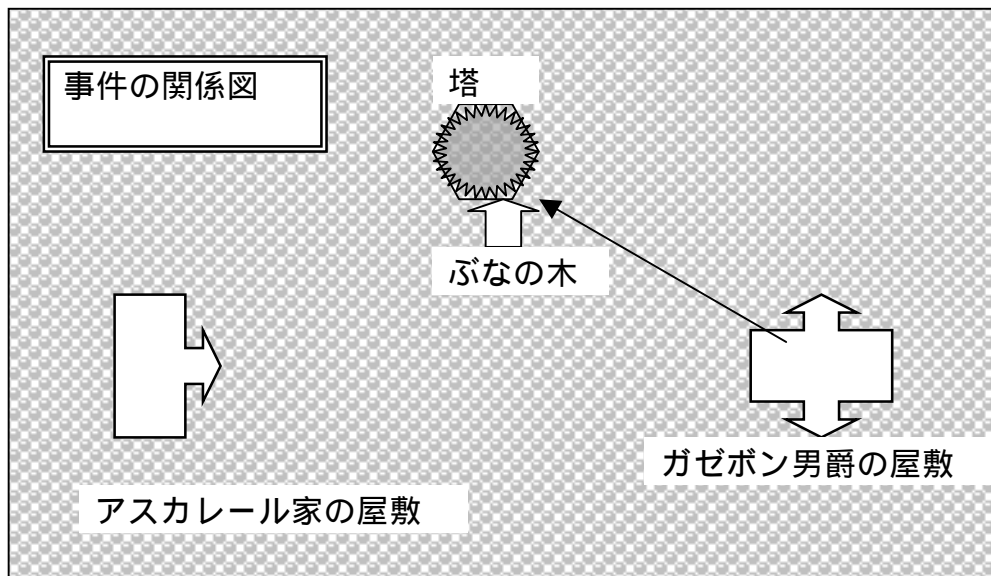 事件の関係図
塔
ぶなの木
ガゼボン男爵の屋敷
アスカレール家の屋敷